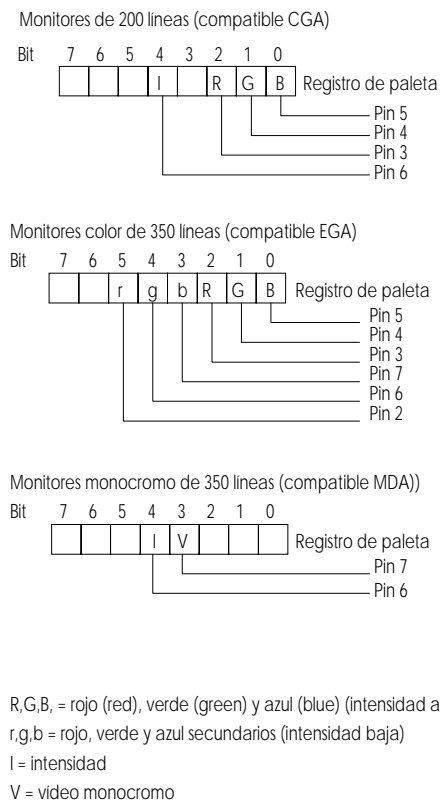 Monitores de 200 líneas (compatible CGA)
Bit 7 6 5 4 3 2 1 0
I R G B Registro de paleta
Pin 5
Pin 4
Pin 3
Pin 6
Monitores color de 350 líneas (compatible EGA)
Bit 7 6 5 4 3 2 1 0
r g b R G B Registro de paleta
Pin 5
Pin 4
Pin 3
Pin 7
Pin 6
Pin 2
Monitores monocromo de 350 líneas (compatible MDA))
Bit 7 6 5 4 3 2 1 0
I V Registro de paleta
Pin 7
Pin 6
R,G,B, = rojo (red), verde (green) y azul (blue) (intensidad a
r,g,b = rojo, verde y azul secundarios (intensidad baja)
I = intensidad
V = vídeo monocromo